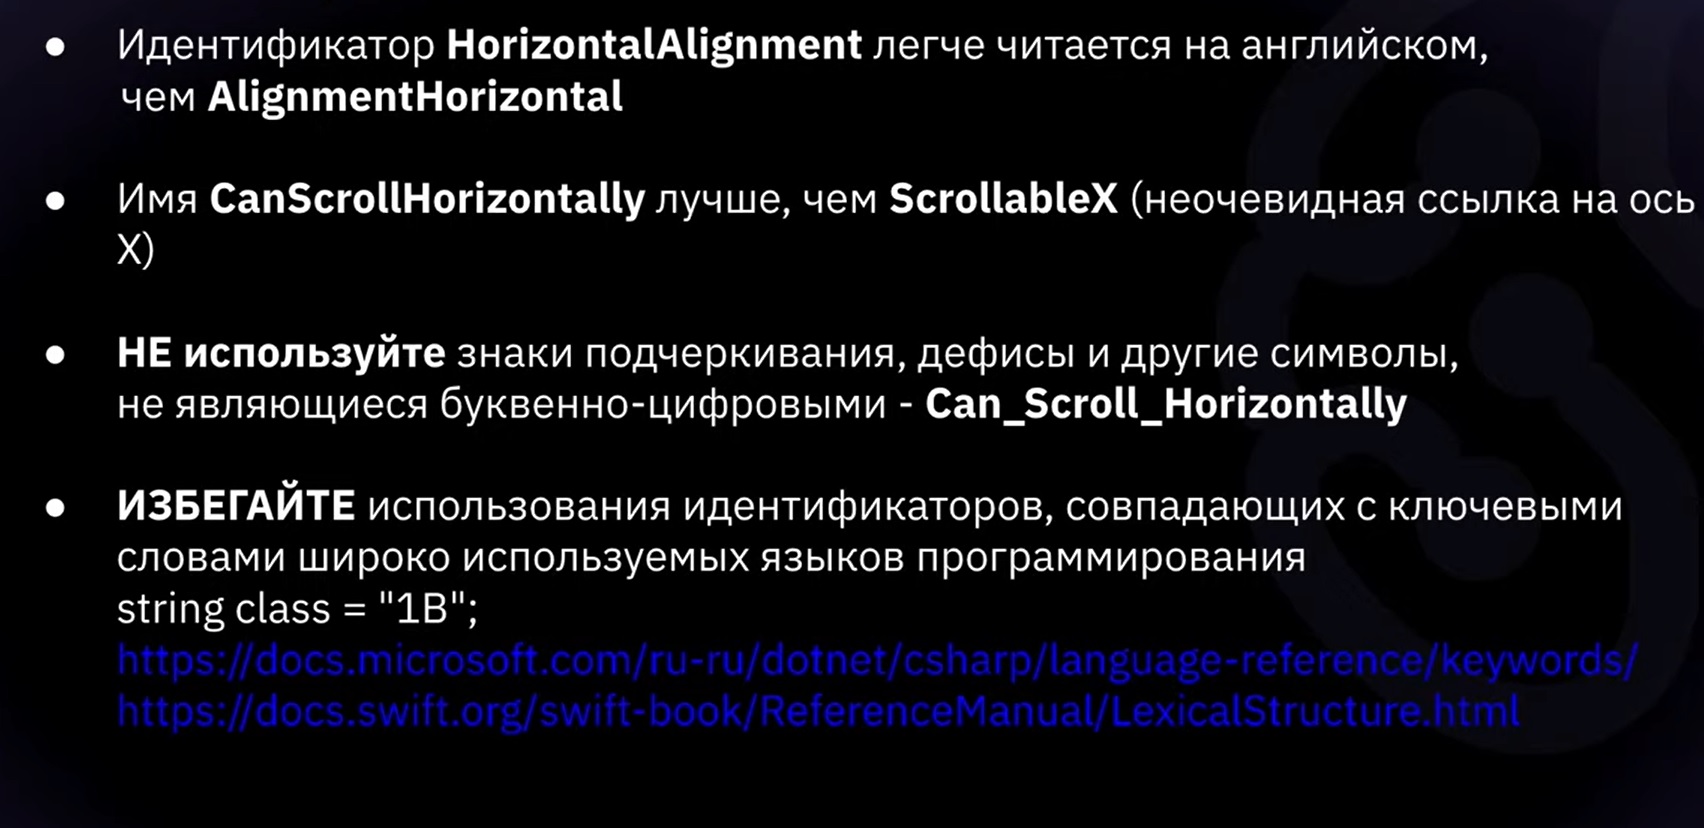 ● Идентификатор HorizontalAlignment легче читается на английском,
чем AlignmentHorizontal
● Имя CanScrollHorizontally лучше, чем ScrollableX (неочевидная ссылка на ось
X)
● НЕ используйте знаки подчеркивания, дефисы и другие символы,
не являющиеся буквенно-цифровыми - Can_Scroll_Horizontally
● ИЗБЕГАЙТЕ использования идентификаторов, совпадающих с ключевыми
словами широко используемых языков программирования
string class = "1B";
https://docs.microsoft.com/ru-ru/dotnet/csharp/language-reference/keywords/
https://docs.swift.org/swift-book/ReferenceManual/LexicalStructure.html